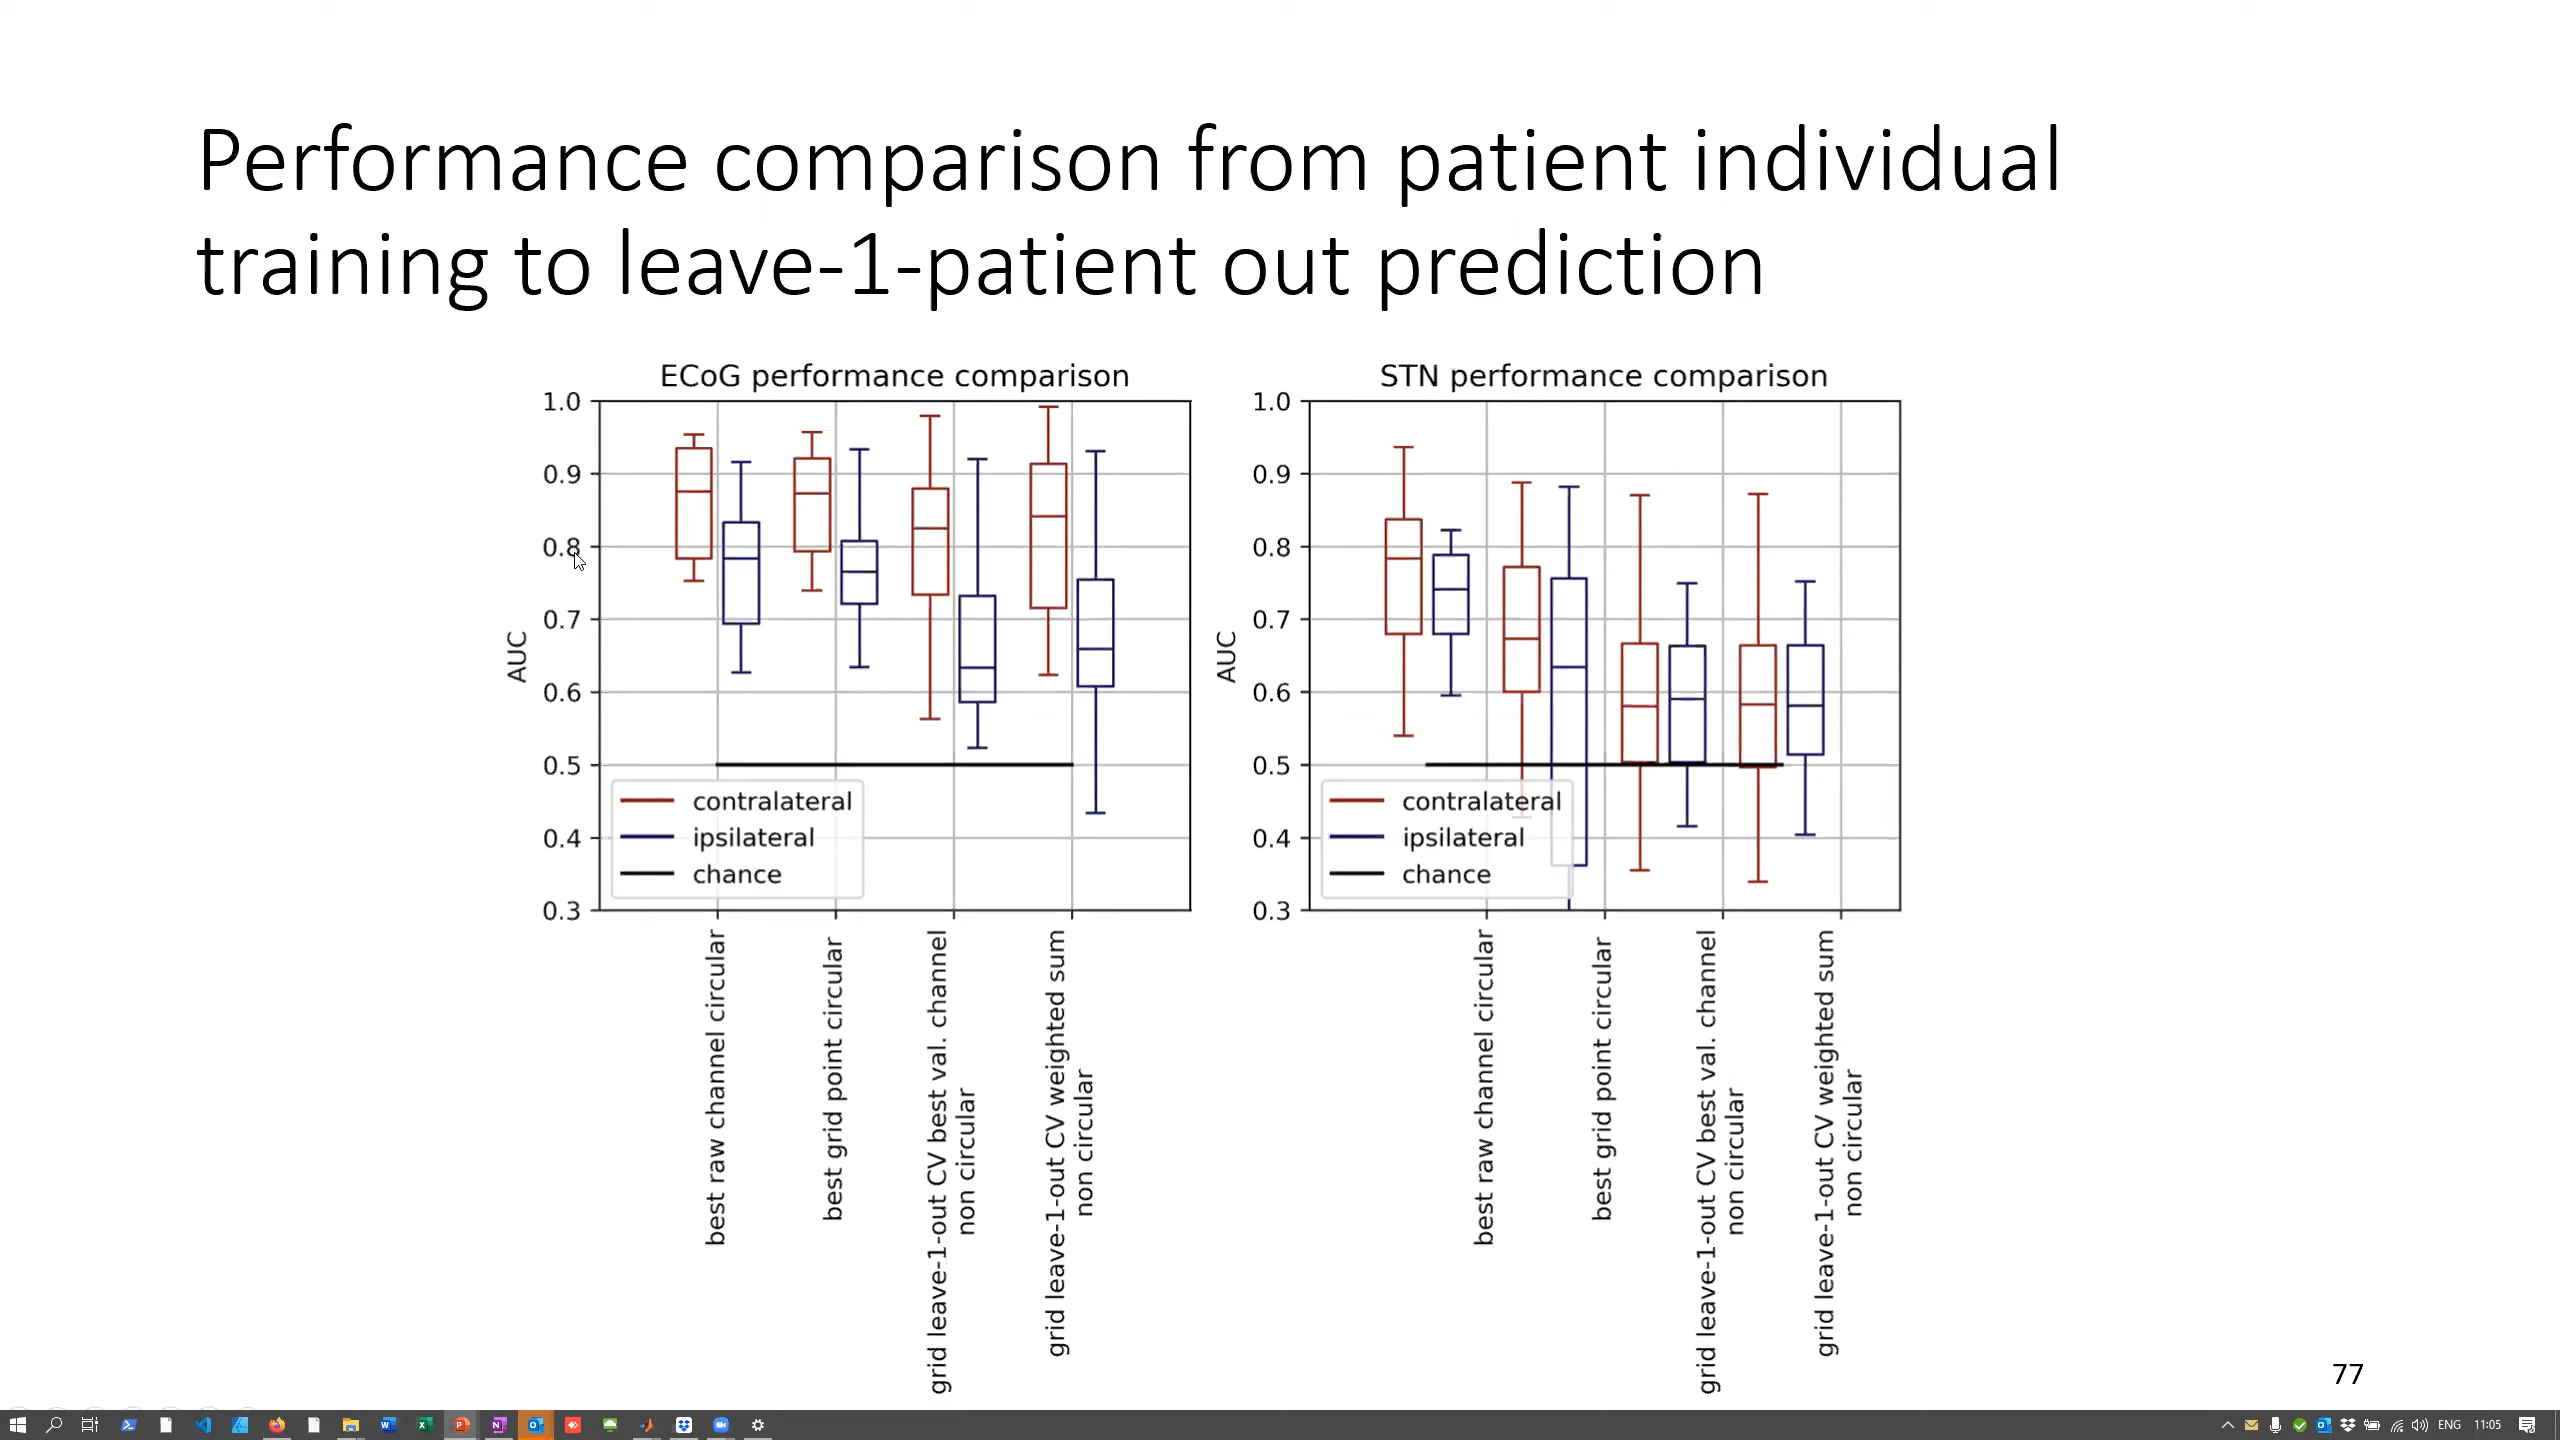 Performance comparison from patient individual
training to leave-1-patient out prediction
ECoG performance comparison
1.0
0.9
0.8
0.7
0.6
0.5
0.4
0.3
AUC
contralateral
ipsilateral
chance
best raw channel circular
best grid point circular
grid leave-1-out CV best val. channel
non circular
grid leave-1-out CV weighted sum
non circular
STN performance comparison
1.0
0.9
0.8
0.7
0.6
0.5
0.4
0.3
AUC
contralateral
ipsilateral
chance
best raw channel circular
best grid point circular
grid leave-1-out CV best val. channel
non circular
grid leave-1-out CV weighted sum
non circular
77
ENG 11:05